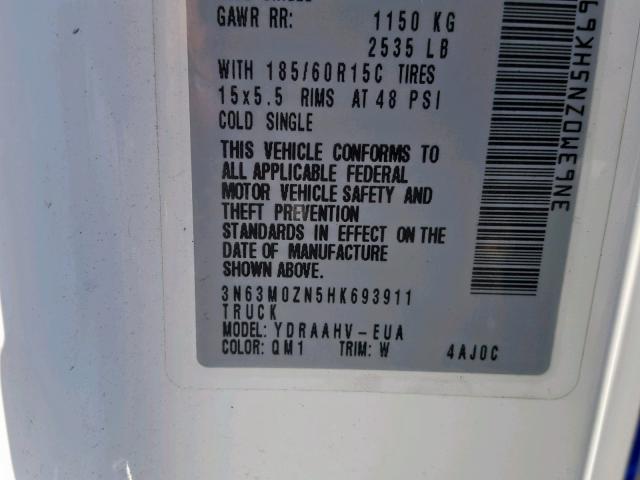 GAWR RR: 1150 KG
2535 LB
WITH 185/60R15C TIRES
15x5.5 RIMS AT 48 PSI
COLD SINGLE
THIS VEHICLE CONFORMS TO
ALL APPLICABLE FEDERAL
MOTOR VEHICLE SAFETY AND
THEFT PREVENTION
STANDARDS IN EFFECT ON THE
DATE OF MANUFACTURE
SHOWN ABOVE.
3N63M0ZN5HK693911
TRUCK
MODEL: YDRAAHV-EUA
COLOR: QM1 TRIM: W 4AJ0C
3N63M0ZN5HK69